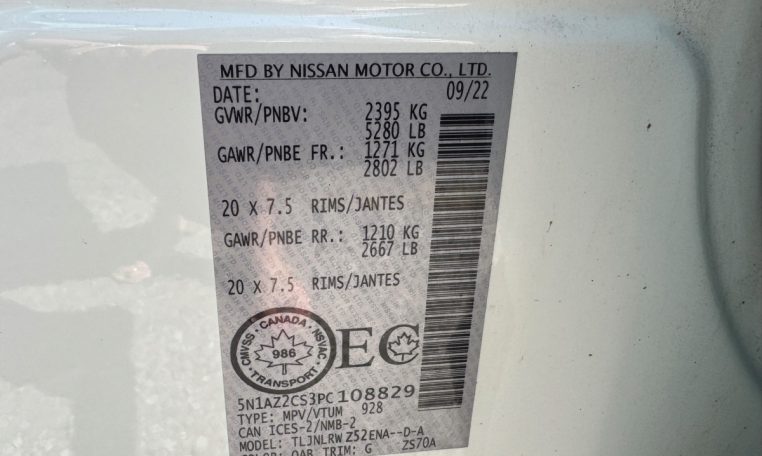 MFD BY NISSAN MOTOR CO., LTD.
DATE: 09/22
GVWR/PNBV: 2395 KG
5280 LB
GAWR/PNBE FR.: 1271 KG
2802 LB
20 X 7.5 RIMS/JANTES
GAWR/PNBE RR.: 1210 KG
2667 LB
20 X 7.5 RIMS/JANTES
CMVSS · CANADA · NSVAC
986
TRANSPORT
EC
5N1AZ2CS3PC108829
TYPE: MPV/VTUM 928
CAN ICES-2/NMB-2
MODEL: TLJNLRW Z52ENA--D-A
COLOR: QAB TRIM: G ZS70A